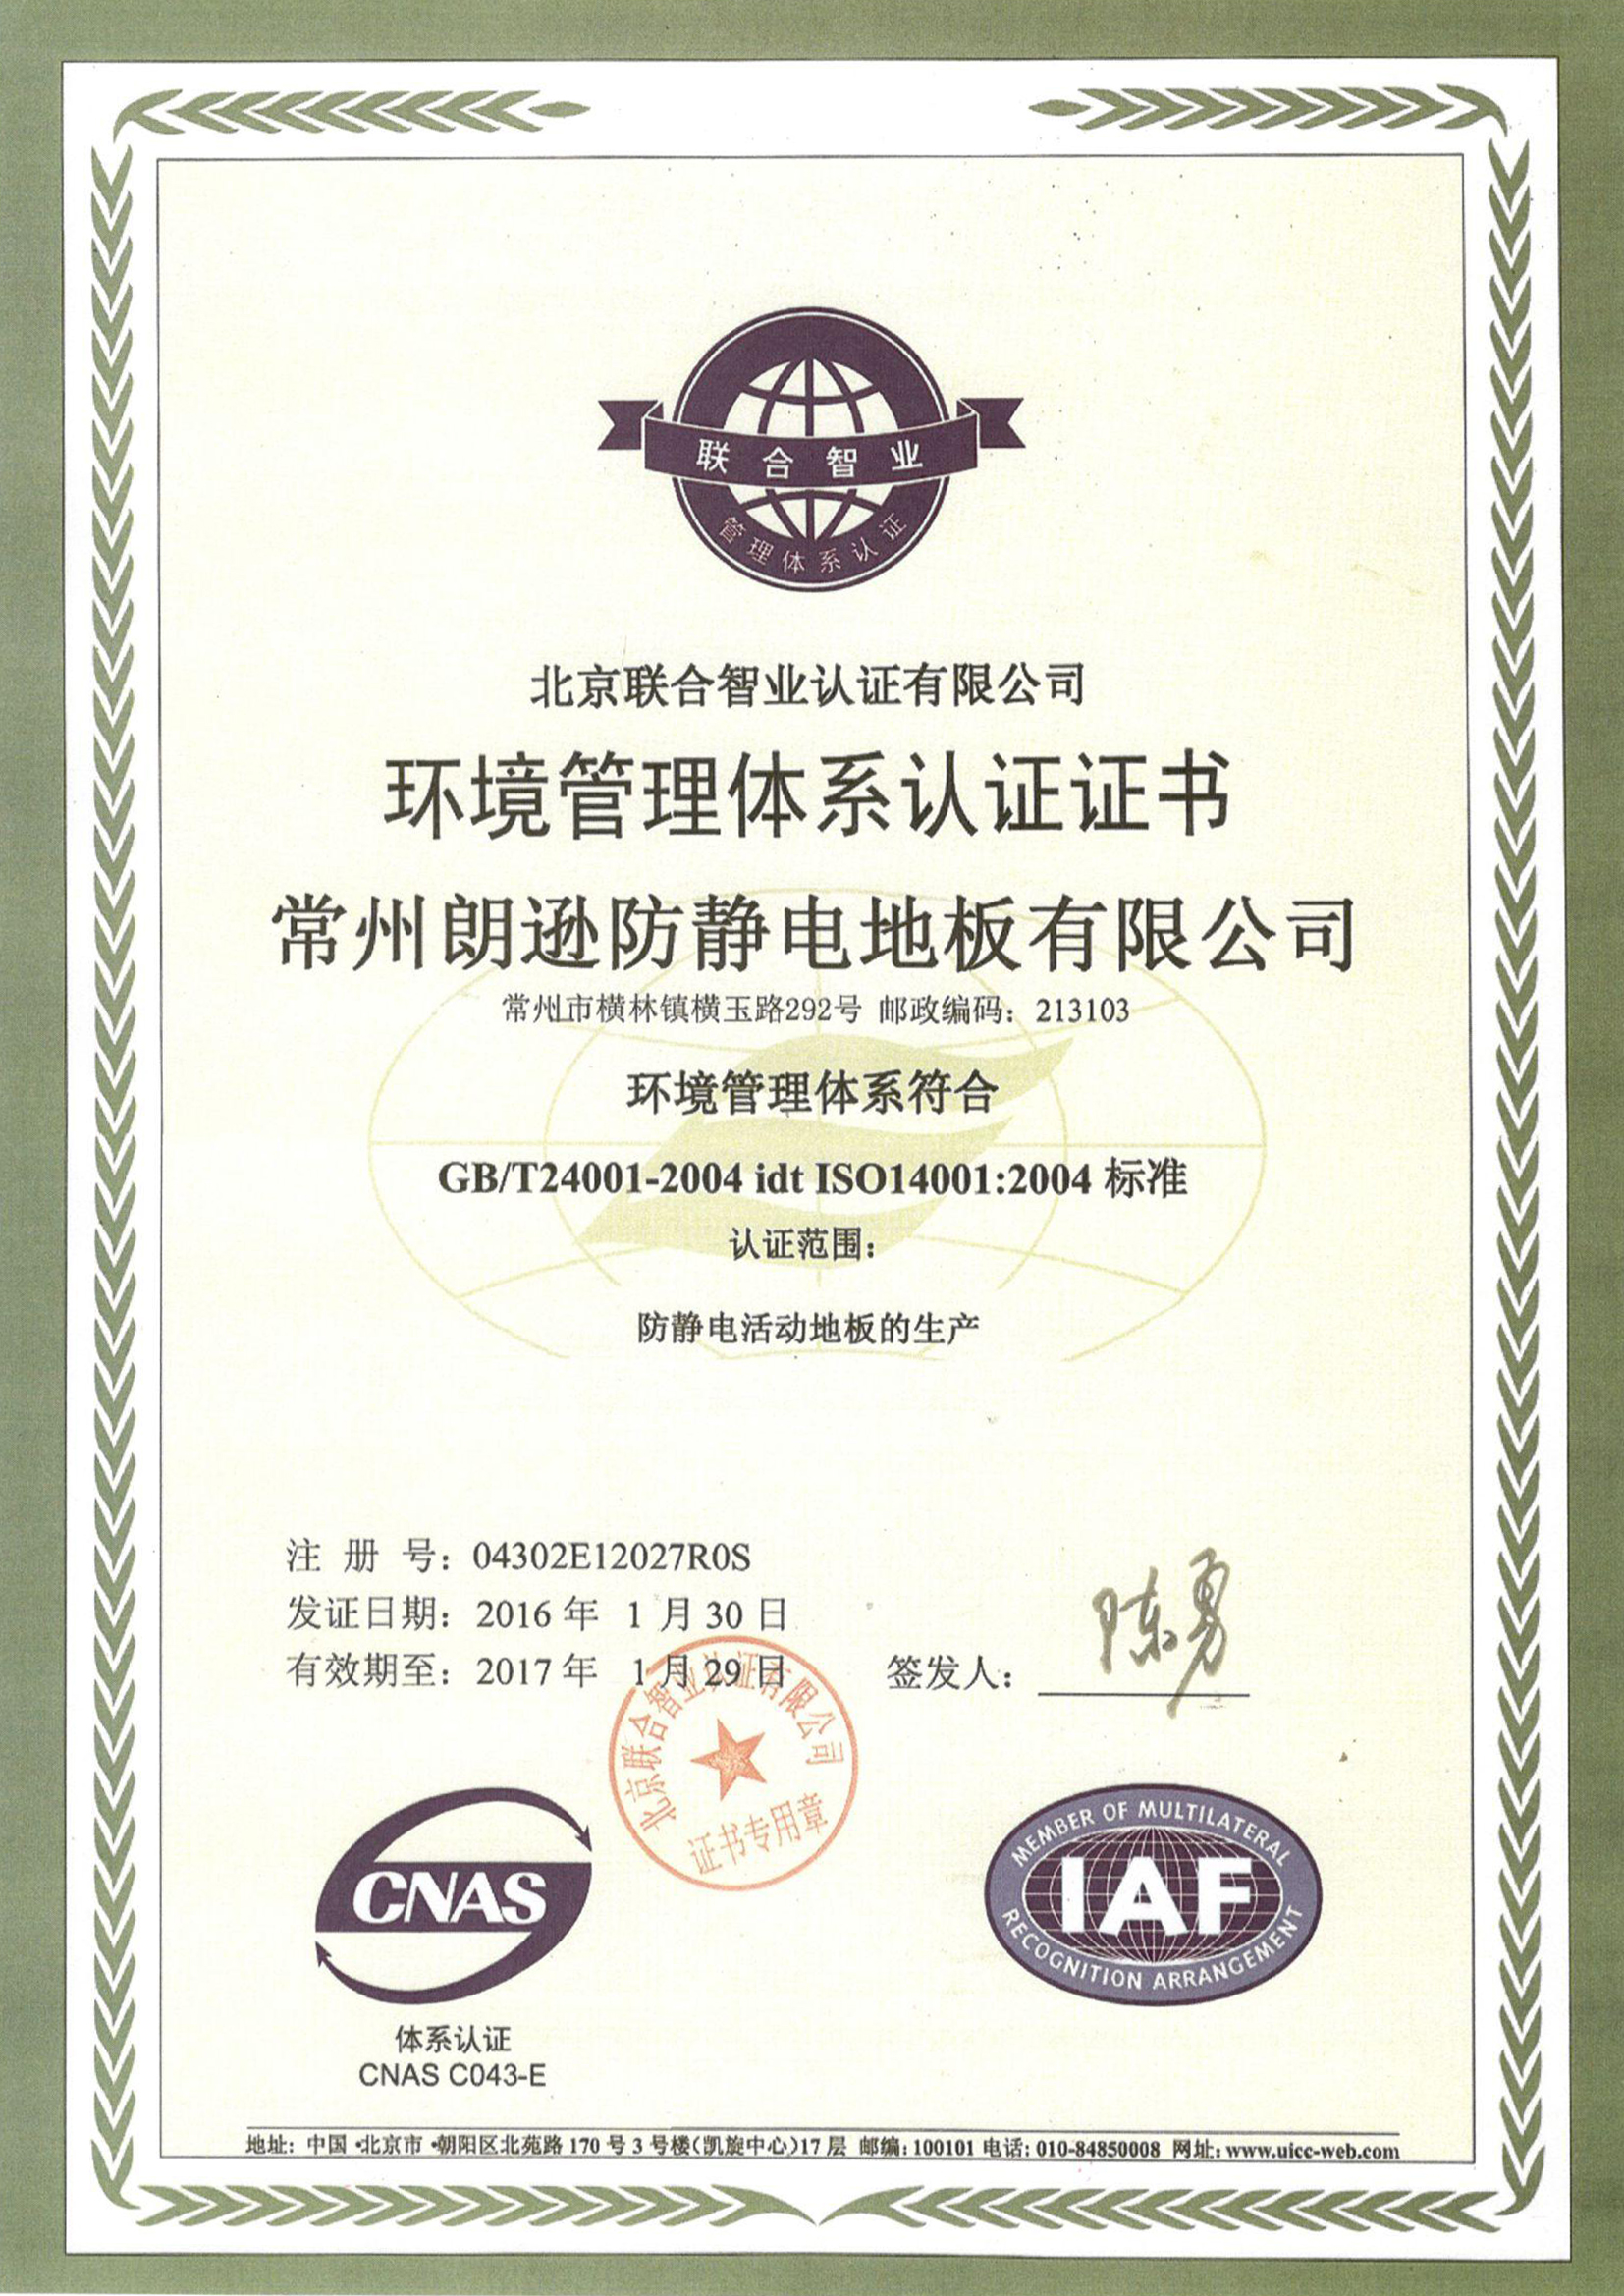 联合智业
管理体系认证
北京联合智业认证有限公司
环境管理体系认证证书
常州朗逊防静电地板有限公司
常州市横林镇横玉路292号 邮政编码：213103
环境管理体系符合
GB/T24001-2004 idt ISO14001:2004 标准
认证范围：
防静电活动地板的生产
注 册 号：04302E12027R0S
发证日期：2016 年 1 月 30 日
有效期至：2017 年 1 月 29 日
签发人：
陈勇
北京联合智业认证有限公司
证书专用章
CNAS
体系认证
CNAS C043-E
MEMBER OF MULTILATERAL
IAF
RECOGNITION ARRANGEMENT
地址：中国·北京市·朝阳区北苑路 170 号 3 号楼(凯旋中心)17 层 邮编：100101 电话：010-84850008 网址：www.uicc-web.com